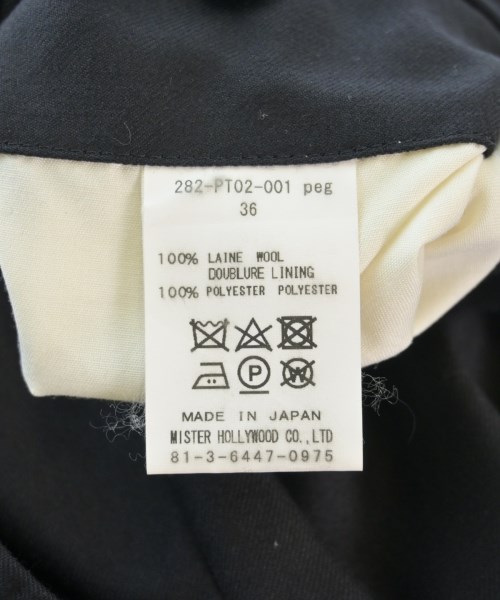 282-PT02-001 peg
36
100% LAINE WOOL
DOUBLURE LINING
100% POLYESTER POLYESTER
P W
MADE IN JAPAN
MISTER HOLLYWOOD CO., LTD
81-3-6447-0975